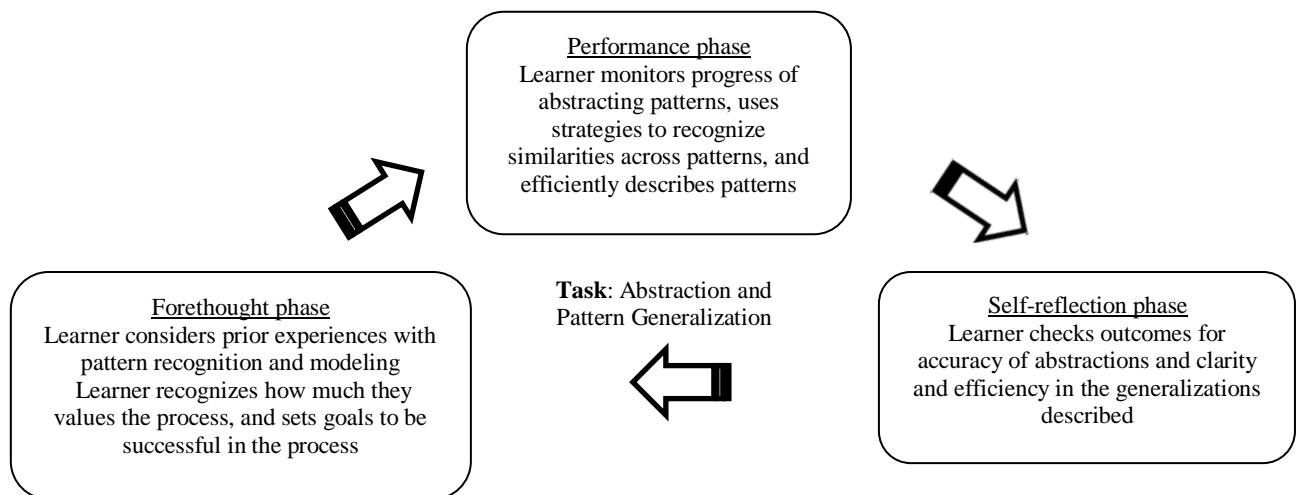 Performance phase
Learner monitors progress of
abstracting patterns, uses
strategies to recognize
similarities across patterns, and
efficiently describes patterns
Forethought phase
Learner considers prior experiences with
pattern recognition and modeling
Learner recognizes how much they
values the process, and sets goals to be
successful in the process
Task: Abstraction and
Pattern Generalization
Self-reflection phase
Learner checks outcomes for
accuracy of abstractions and clarity
and efficiency in the generalizations
described